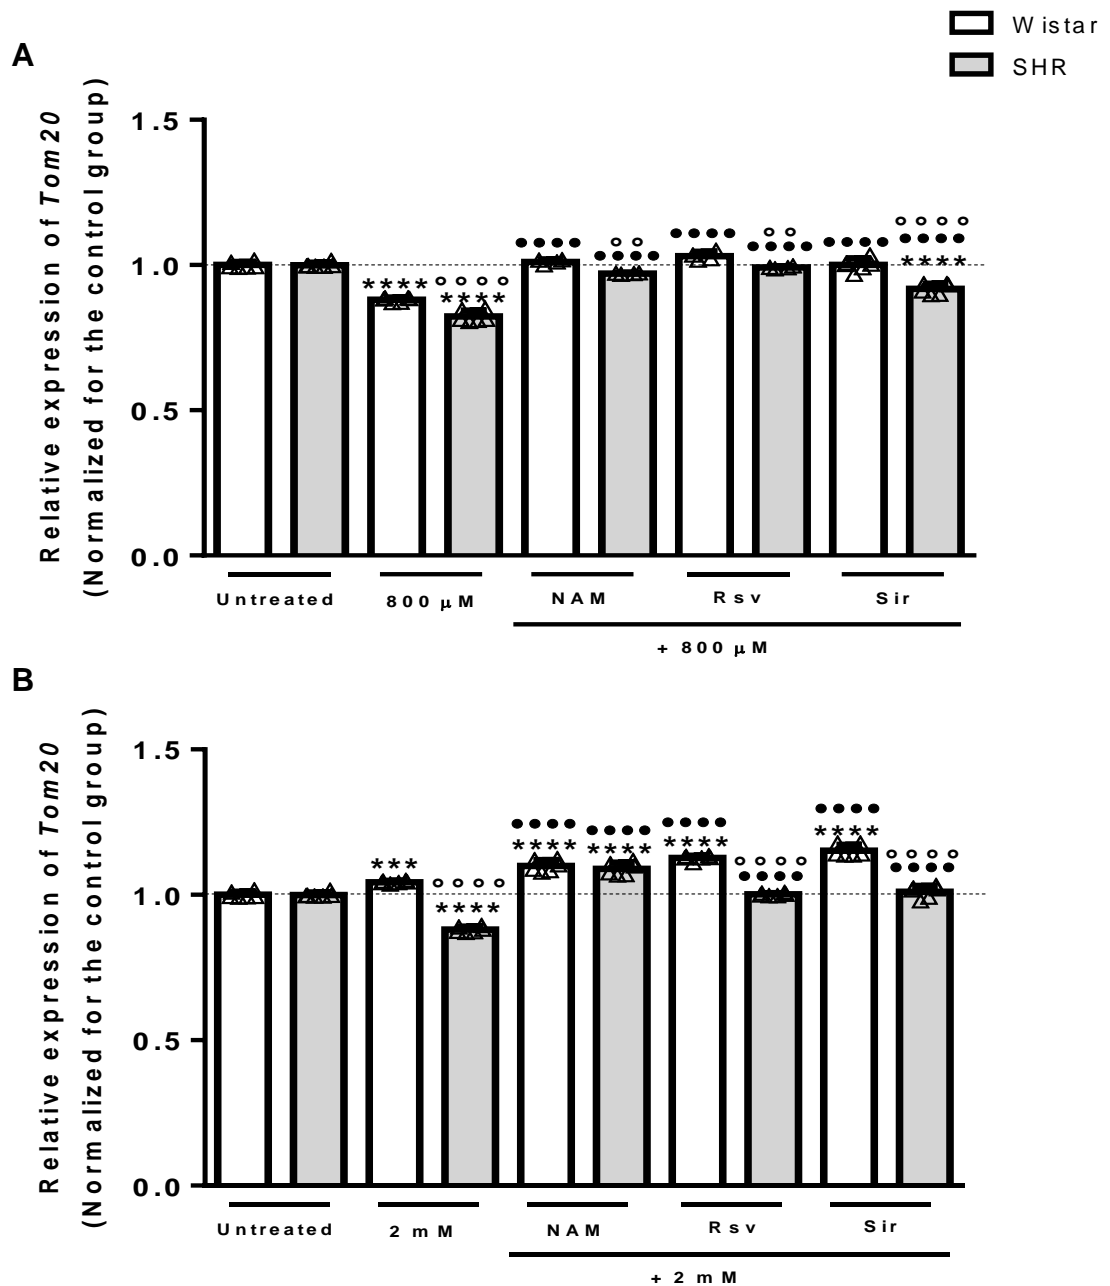 Wistar
SHR
A
Relative expression of Tom20
(Normalized for the control group)
1.5
1.0
0.5
0.0
**** **** ****
Untreated 800 µM NAM Rsv Sir
+ 800 µM
B
Relative expression of Tom20
(Normalized for the control group)
1.5
1.0
0.5
0.0
*** **** **** **** **** ****
Untreated 2 mM NAM Rsv Sir
+ 2 mM